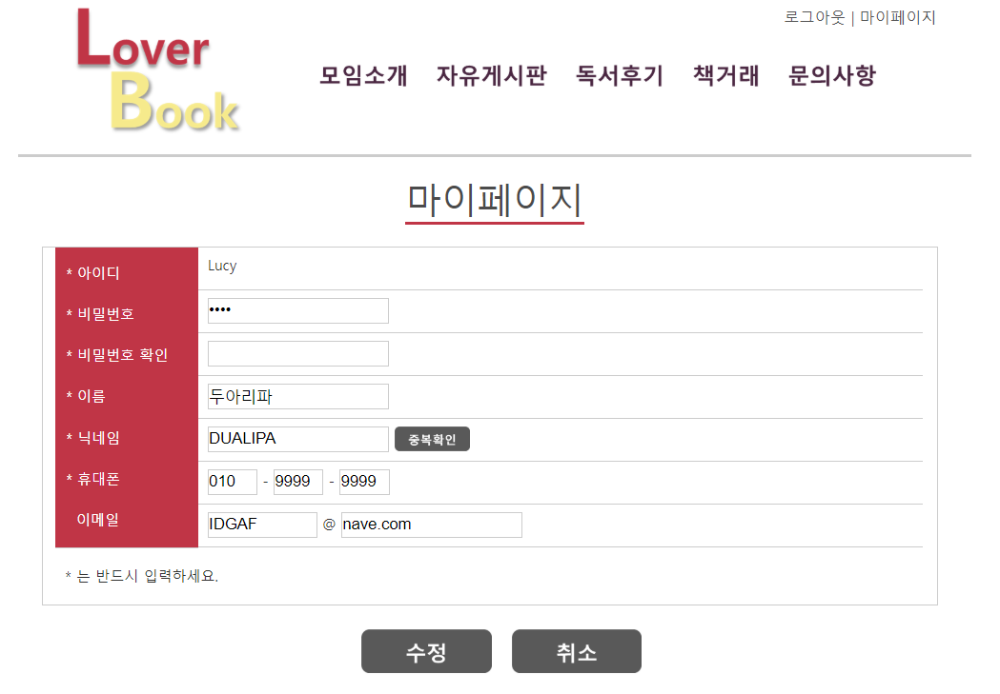 로그아웃 | 마이페이지
Lover
Book
모임소개 자유게시판 독서후기 책거래 문의사항
마이페이지
* 아이디 Lucy
* 비밀번호 ••••
* 비밀번호 확인
* 이름 두아리파
* 닉네임 DUALIPA 중복확인
* 휴대폰 010 - 9999 - 9999
이메일 IDGAF @ nave.com
* 는 반드시 입력하세요.
수정 취소